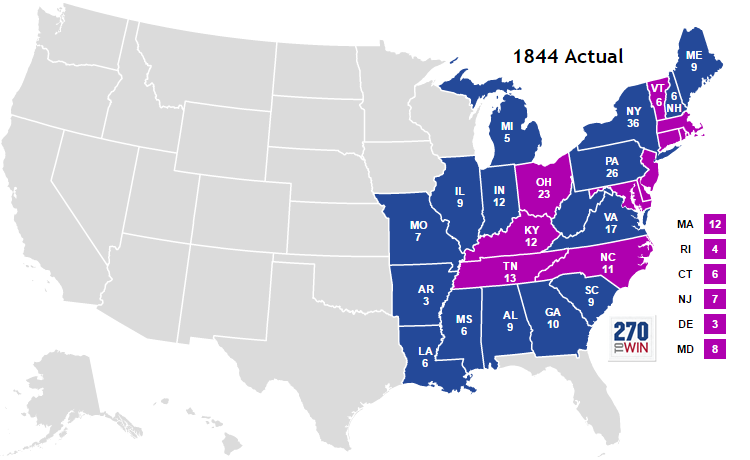 1844 Actual
ME
9
VT
6
6
NH
NY
36
MI
5
PA
26
OH
23
IL
9
IN
12
MO
7
VA
17
KY
12
NC
11
TN
13
AR
3
SC
9
MS
6
AL
9
GA
10
LA
6
MA 12
RI 4
CT 6
NJ 7
DE 3
MD 8
270
TO
WIN